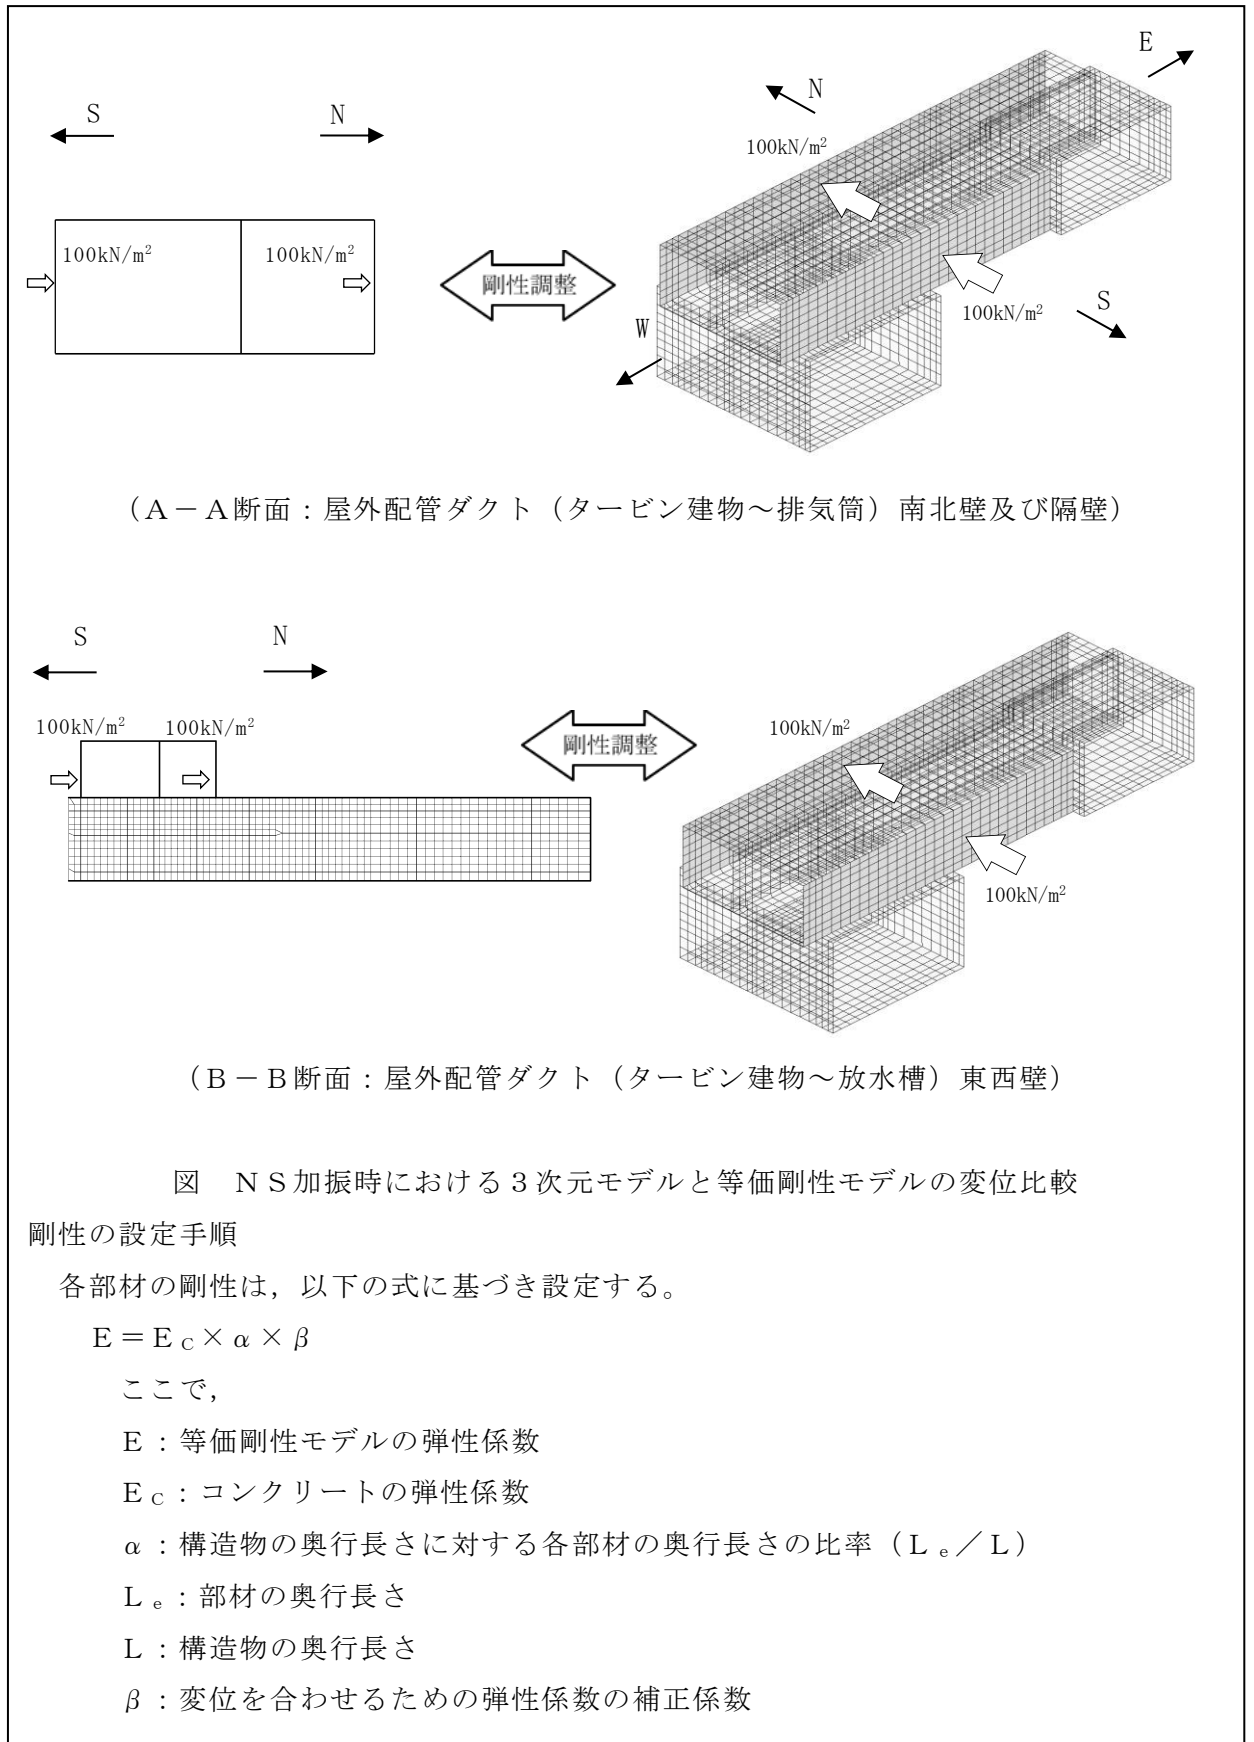 S
N
100kN/m²
100kN/m²
剛性調整
E
N
100kN/m²
W
100kN/m²
S
（A－A断面：屋外配管ダクト（タービン建物～排気筒）南北壁及び隔壁）
S
N
100kN/m²
100kN/m²
剛性調整
100kN/m²
100kN/m²
（B－B断面：屋外配管ダクト（タービン建物～放水槽）東西壁）
図　NS加振時における3次元モデルと等価剛性モデルの変位比較
剛性の設定手順
各部材の剛性は，以下の式に基づき設定する。
E＝E_C×α×β
ここで，
E：等価剛性モデルの弾性係数
E_C：コンクリートの弾性係数
α：構造物の奥行長さに対する各部材の奥行長さの比率（Lₑ／L）
Lₑ：部材の奥行長さ
L：構造物の奥行長さ
β：変位を合わせるための弾性係数の補正係数